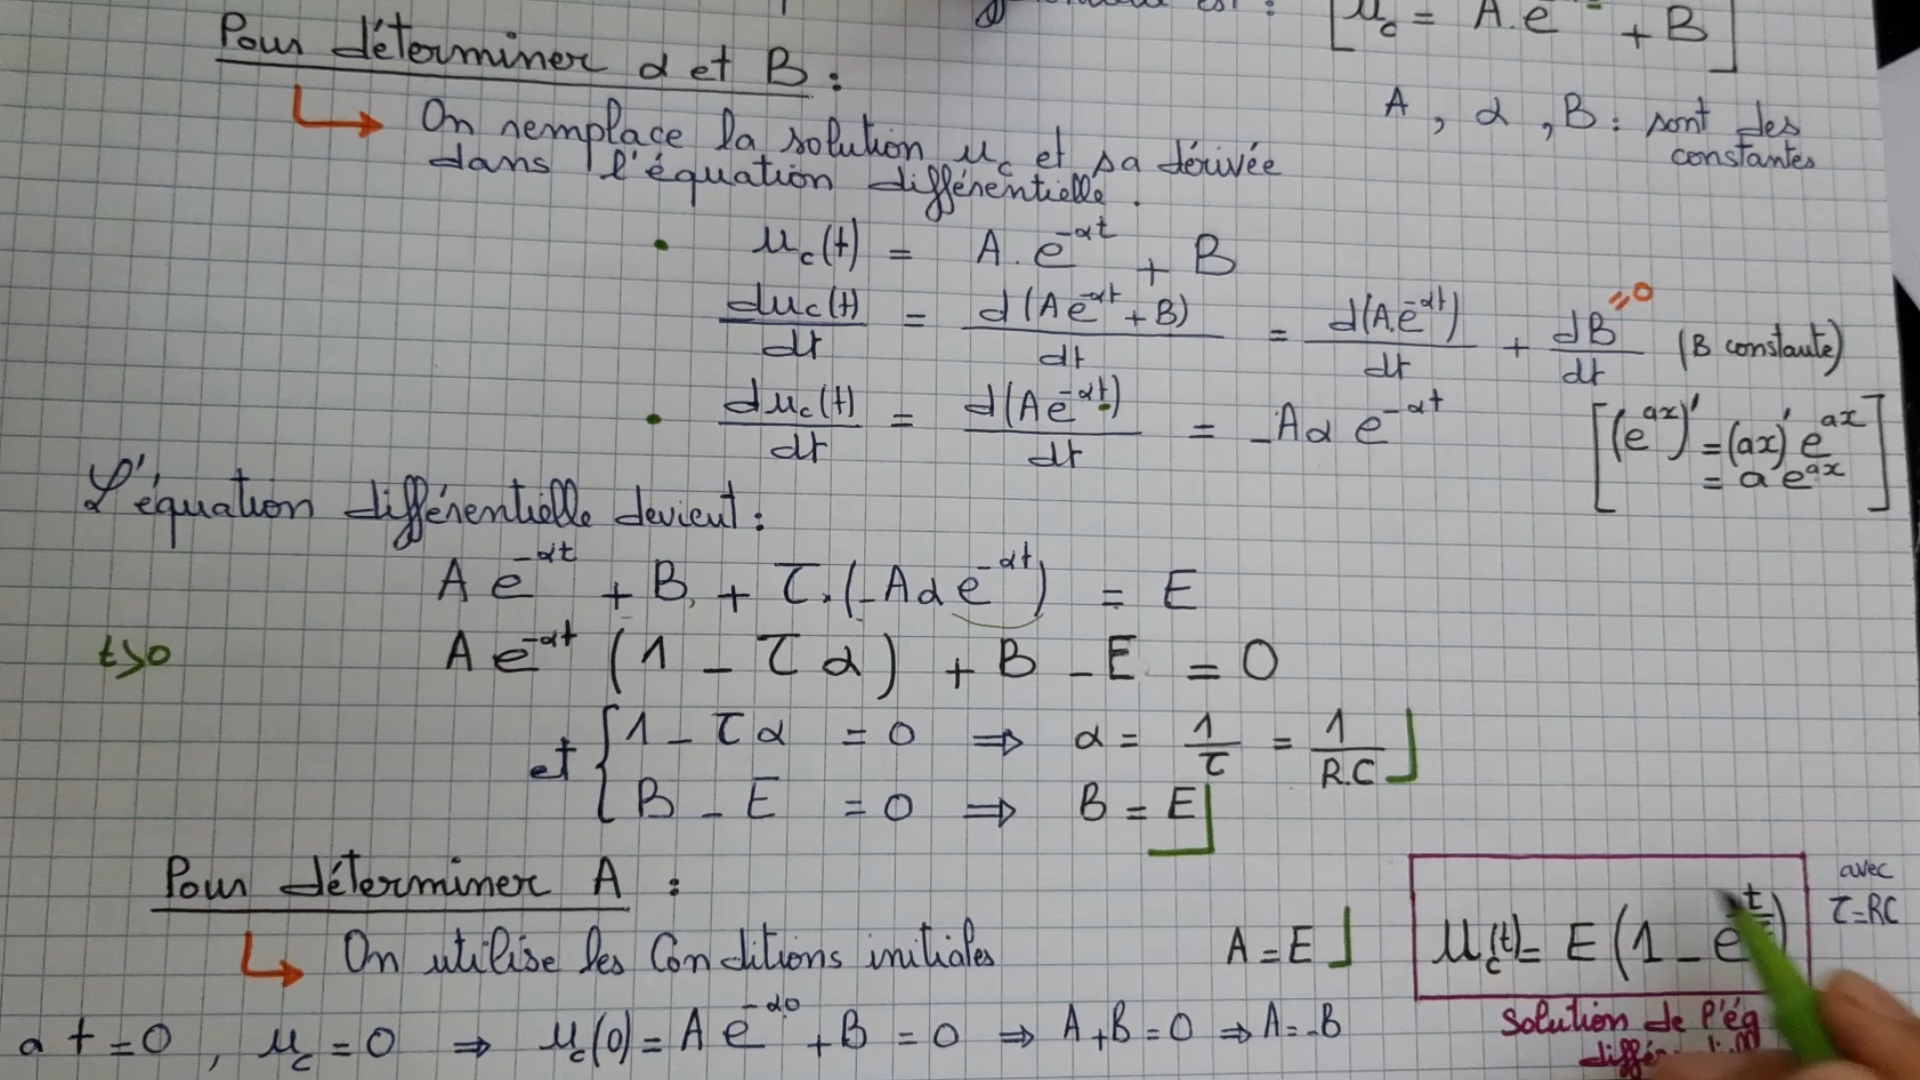 est : [u_c = A.e⁻ + B]
Pour déterminer α et B :
A, α, B : sont des constantes
↳ On remplace la solution u_c et sa dérivée
dans l'équation différentielle.
• u_c(t) = A.e^{-αt} + B
du_c(t)/dt = d(Ae^{-αt} + B)/dt = d(A.e^{-αt})/dt + dB/dt =0 (B constante)
• du_c(t)/dt = d(Ae^{-αt})/dt = -Aα e^{-αt}
[(e^{ax})' = (ax)' e^{ax}
= a e^{ax}]
L'équation différentielle devient :
A e^{-αt} + B + τ.(-Aα e^{-αt}) = E
t>0 A e^{-αt} (1 - τα) + B - E = 0
et { 1 - τα = 0 ⇒ α = 1/τ = 1/R.C
B - E = 0 ⇒ B = E
Pour déterminer A :
↳ On utilise les Conditions initiales
A = E
u_c(t) = E(1 - e
avec
τ=RC
à t = 0, u_c = 0 ⇒ u_c(0) = A e^{-α0} + B = 0 ⇒ A + B = 0 ⇒ A = -B
Solution de l'éq